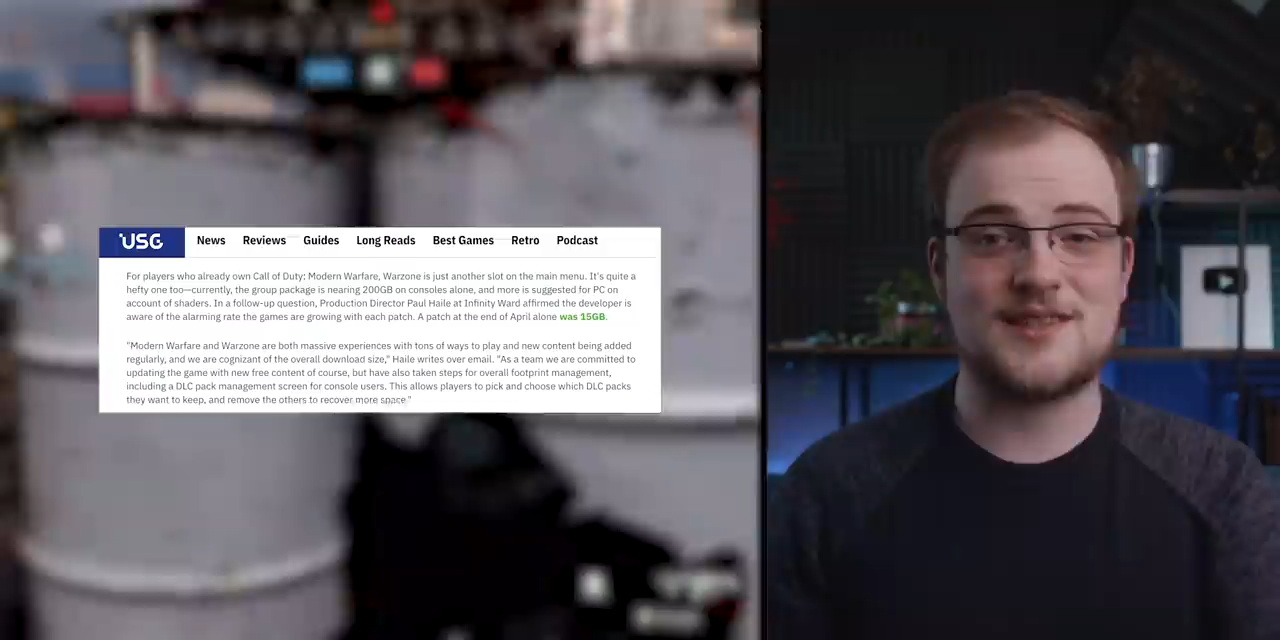 USG
News Reviews Guides Long Reads Best Games Retro Podcast
For players who already own Call of Duty: Modern Warfare, Warzone is just another slot on the main menu. It's quite a
hefty one too—currently, the group package is nearing 200GB on consoles alone, and more is suggested for PC on
account of shaders. In a follow-up question, Production Director Paul Haile at Infinity Ward affirmed the developer is
aware of the alarming rate the games are growing with each patch. A patch at the end of April alone was 15GB.
"Modern Warfare and Warzone are both massive experiences with tons of ways to play and new content being added
regularly, and we are cognizant of the overall download size," Haile writes over email. "As a team we are committed to
updating the game with new free content of course, but have also taken steps for overall footprint management,
including a DLC pack management screen for console users. This allows players to pick and choose which DLC packs
they want to keep, and remove the others to recover more space."